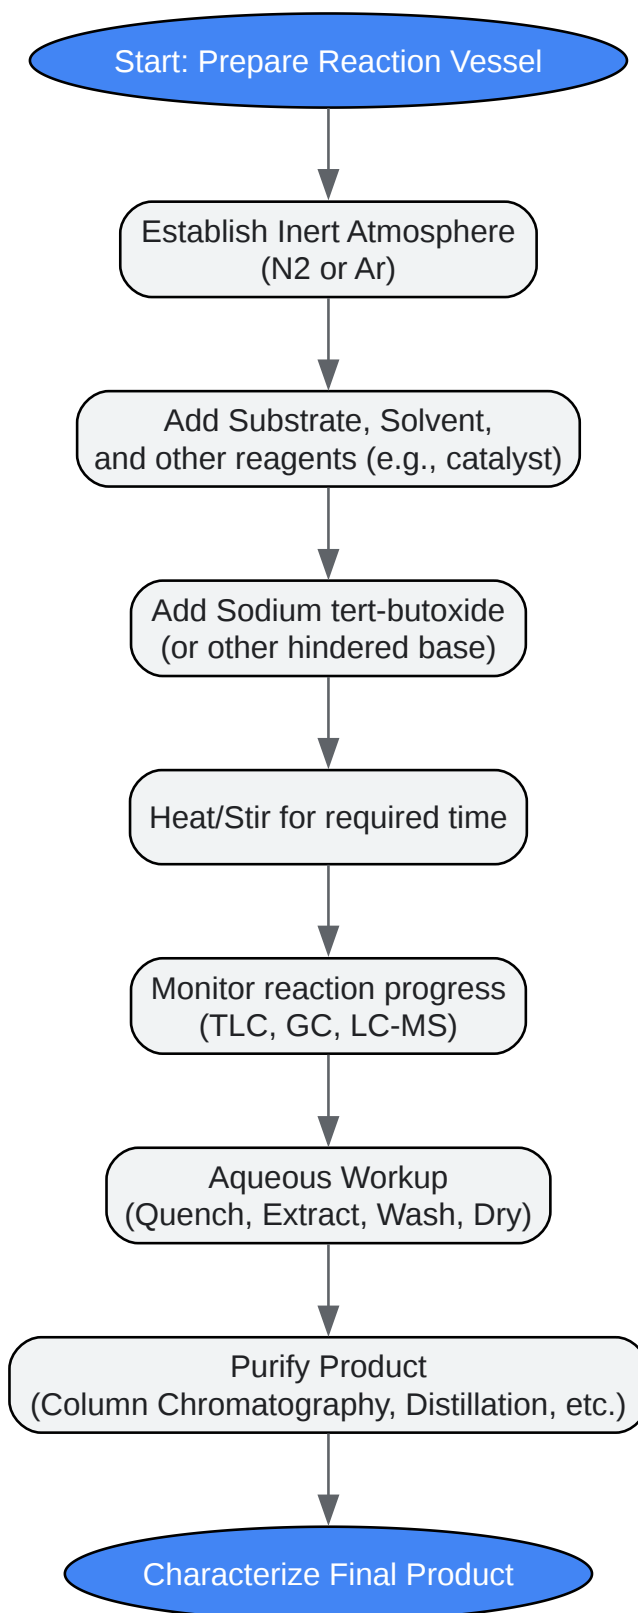 Start: Prepare Reaction Vessel
Establish Inert Atmosphere
(N2 or Ar)
Add Substrate, Solvent,
and other reagents (e.g., catalyst)
Add Sodium tert-butoxide
(or other hindered base)
Heat/Stir for required time
Monitor reaction progress
(TLC, GC, LC-MS)
Aqueous Workup
(Quench, Extract, Wash, Dry)
Purify Product
(Column Chromatography, Distillation, etc.)
Characterize Final Product